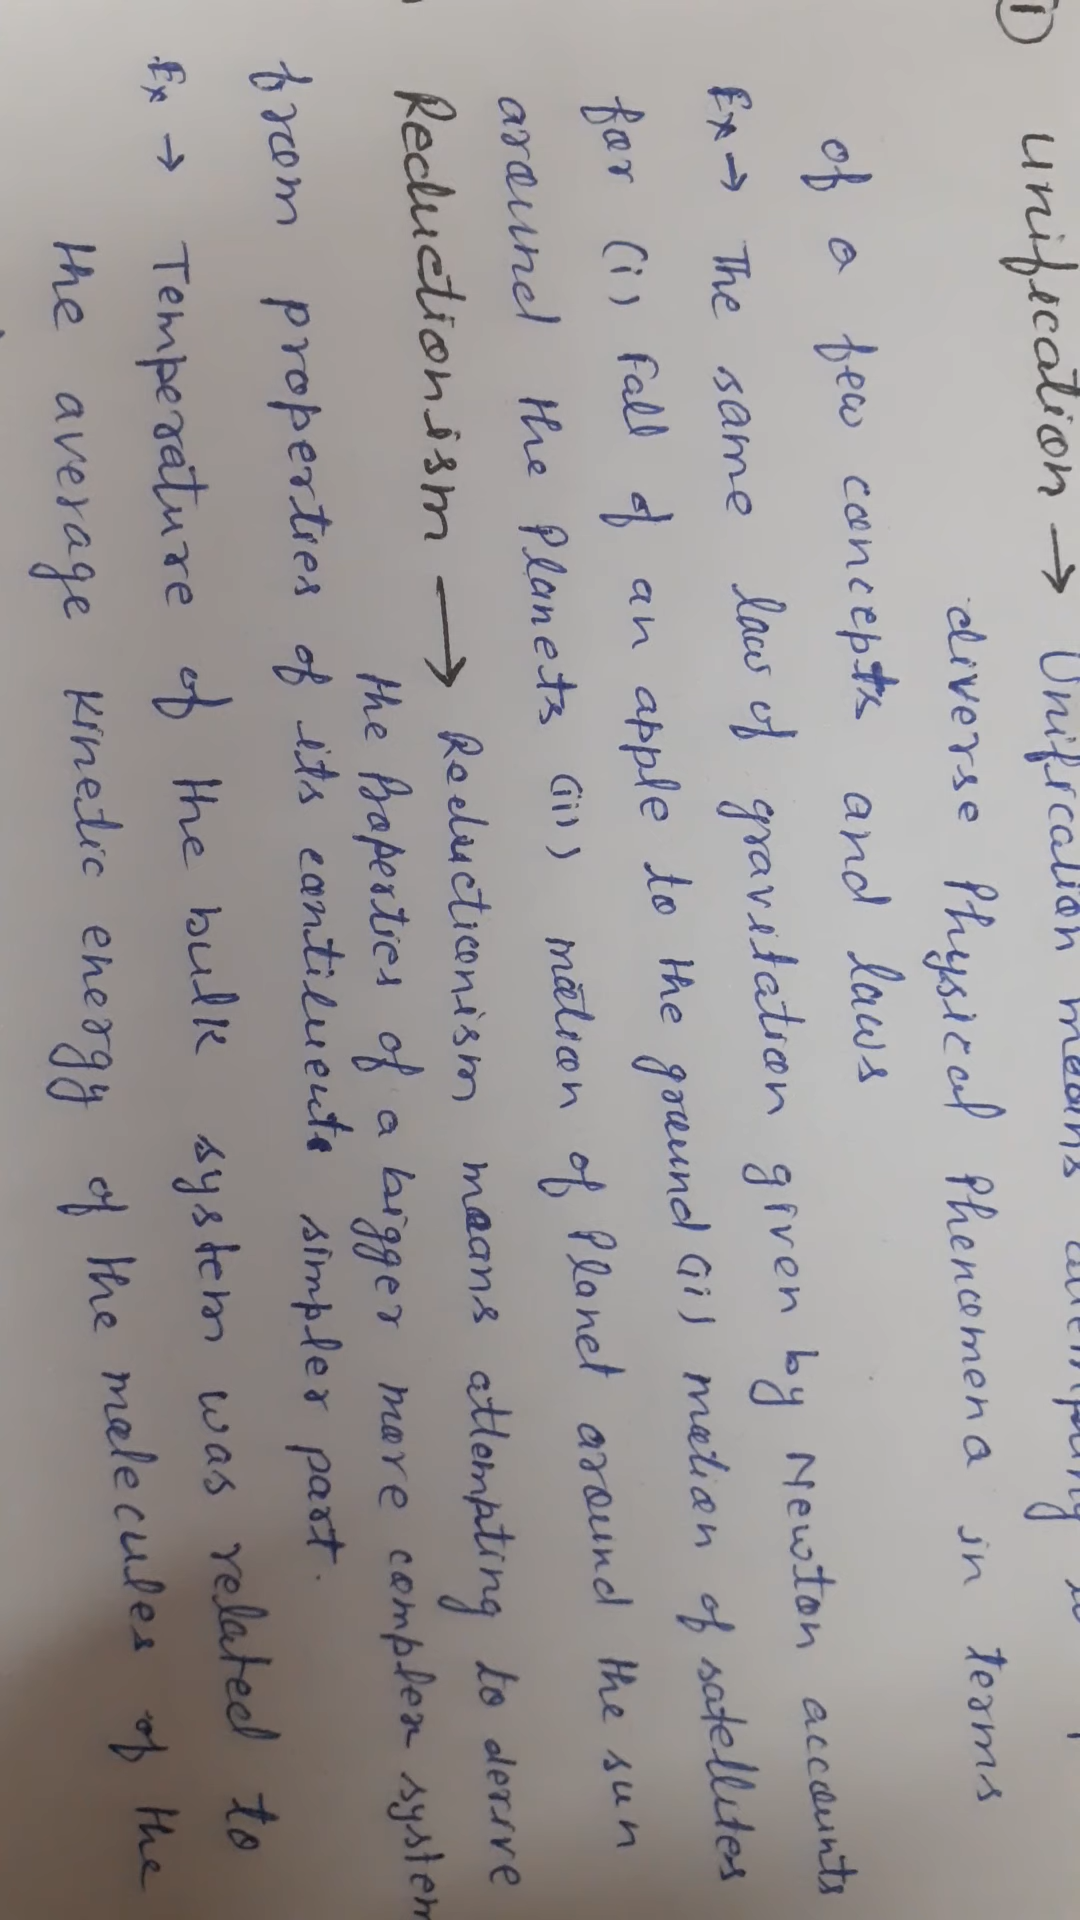 ① Unification → Unification means attempting to
diverse Physical Phenomena in terms
of a few concepts and laws
Ex → The same law of gravitation given by Newton accounts
for (i) Fall of an apple to the ground (ii) motion of satellites
around the Planets (iii) motion of Planet around the sun
Reductionism → Reductionism means attempting to derive
the Properties of a bigger more complex system
from properties of its contituents simpler part.
Ex → Temperature of the bulk system was related to
the average kinetic energy of the molecules of the